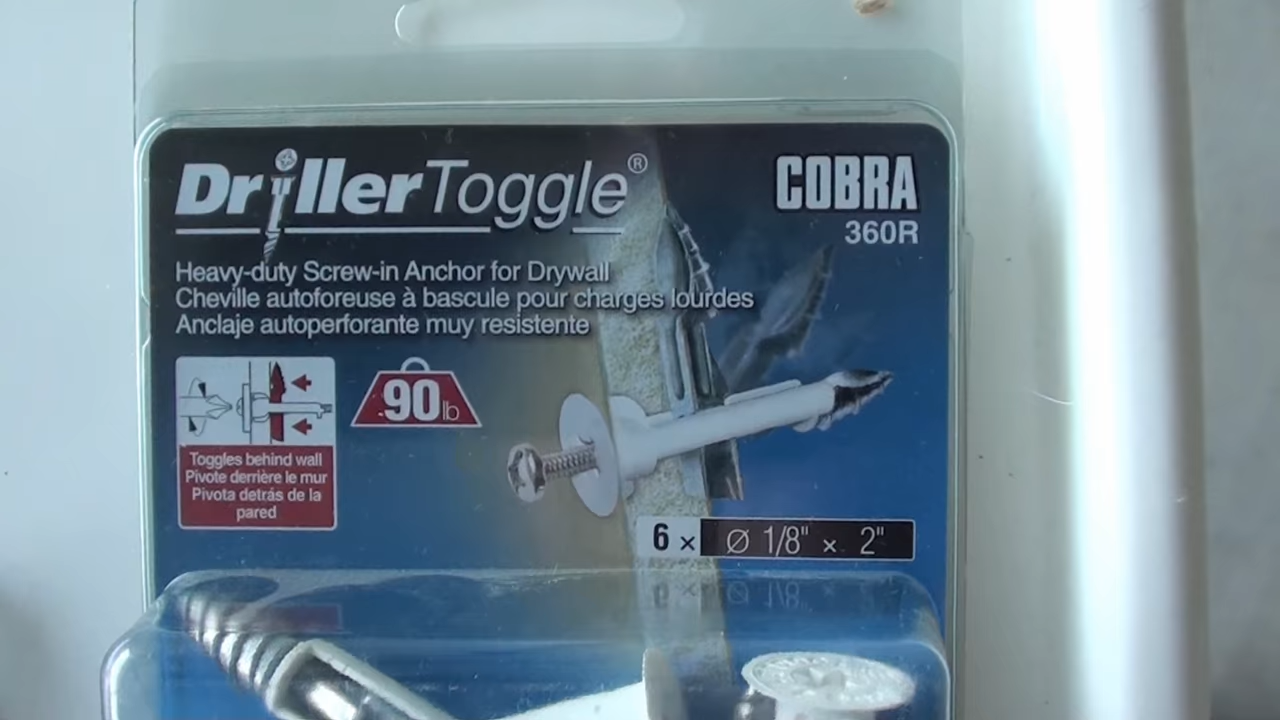 DrillerToggle®
COBRA
360R
Heavy-duty Screw-in Anchor for Drywall
Cheville autoforeuse à bascule pour charges lourdes
Anclaje autoperforante muy resistente
90lb
Toggles behind wall
Pivote derrière le mur
Pivota detrás de la
pared
6 × Ø 1/8" × 2"